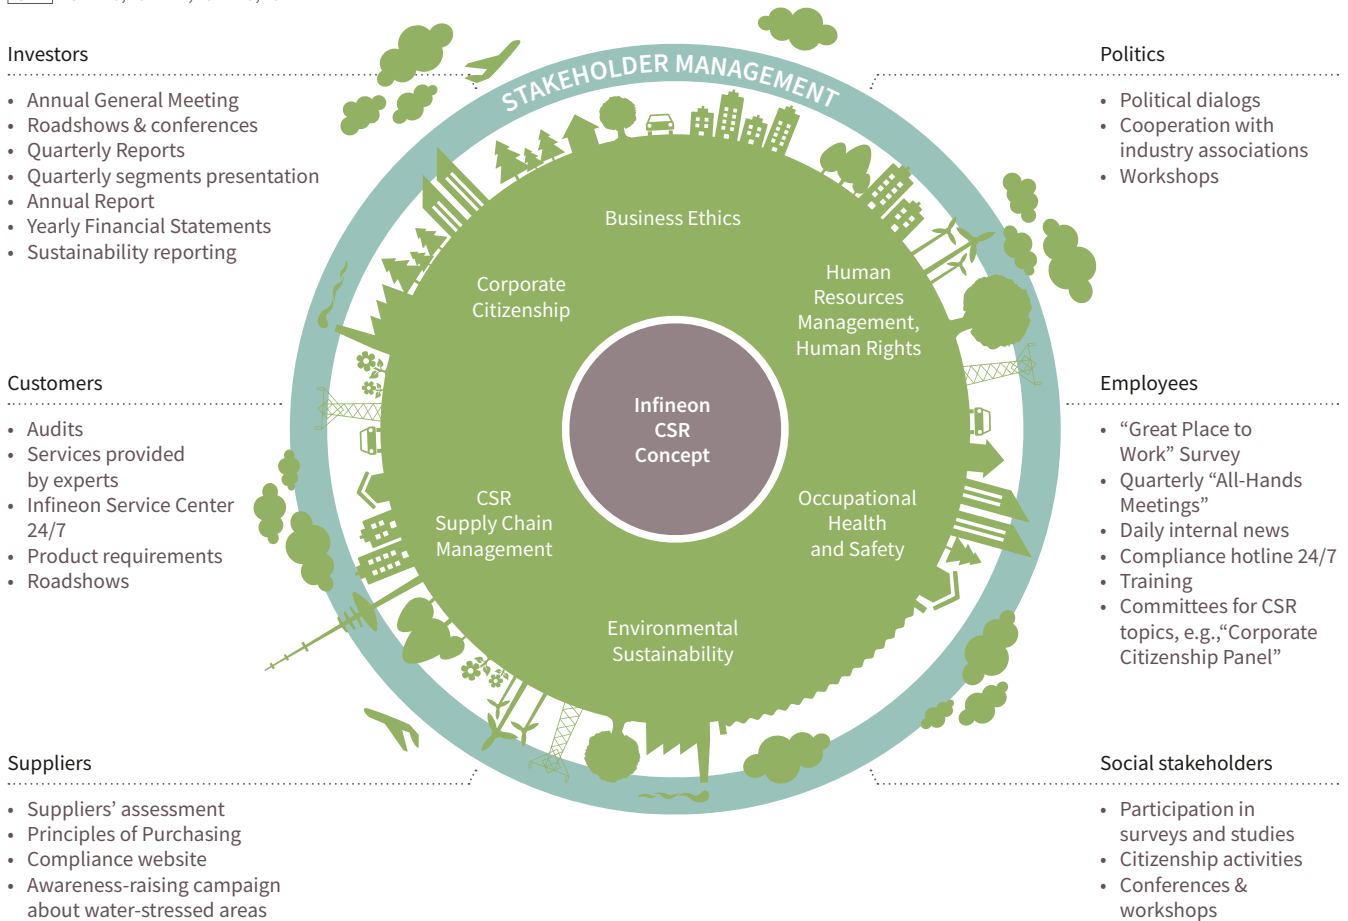 Investors
• Annual General Meeting
• Roadshows & conferences
• Quarterly Reports
• Quarterly segments presentation
• Annual Report
• Yearly Financial Statements
• Sustainability reporting
Customers
• Audits
• Services provided
by experts
• Infineon Service Center
24/7
• Product requirements
• Roadshows
Suppliers
• Suppliers’ assessment
• Principles of Purchasing
• Compliance website
• Awareness-raising campaign
about water-stressed areas
STAKEHOLDER MANAGEMENT
Business Ethics
Corporate
Citizenship
Human
Resources
Management,
Human Rights
Infineon
CSR
Concept
CSR
Supply Chain
Management
Occupational
Health
and Safety
Environmental
Sustainability
Politics
• Political dialogs
• Cooperation with
industry associations
• Workshops
Employees
• “Great Place to
Work” Survey
• Quarterly “All-Hands
Meetings”
• Daily internal news
• Compliance hotline 24/7
• Training
• Committees for CSR
topics, e.g.,“Corporate
Citizenship Panel”
Social stakeholders
• Participation in
surveys and studies
• Citizenship activities
• Conferences &
workshops